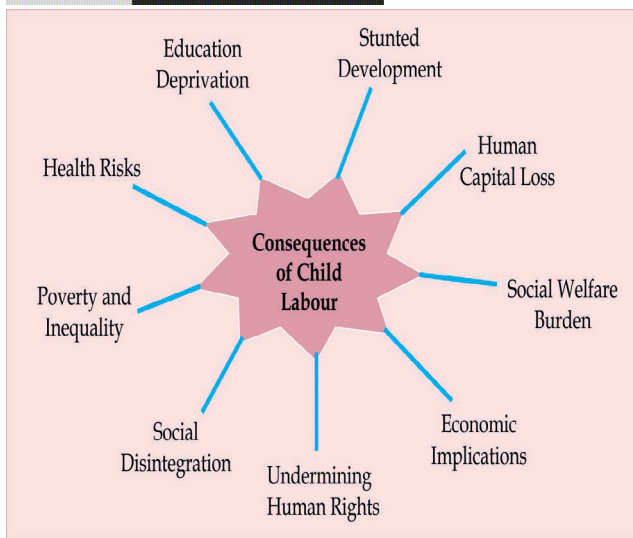 Consequences
of Child
Labour
Stunted
Development
Human
Capital Loss
Social Welfare
Burden
Economic
Implications
Undermining
Human Rights
Social
Disintegration
Poverty and
Inequality
Health Risks
Education
Deprivation